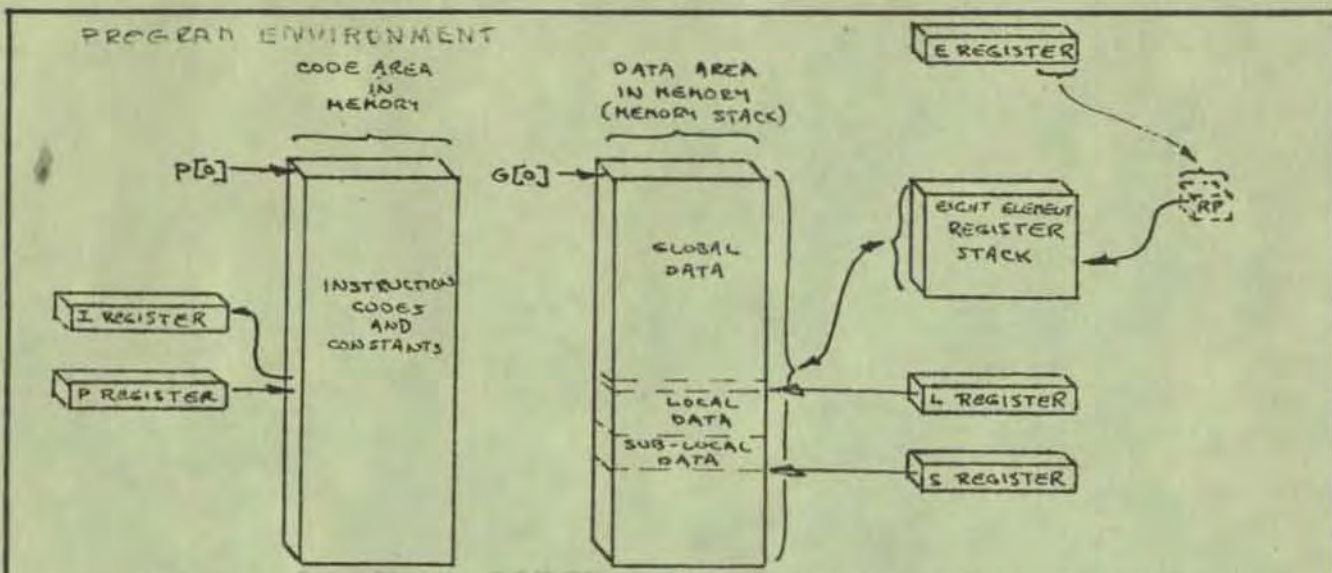 PROGRAM ENVIRONMENT
CODE AREA
IN
MEMORY
DATA AREA
IN MEMORY
(MEMORY STACK)
E REGISTER
P[0]
G[0]
RP
EIGHT ELEMENT
REGISTER
STACK
GLOBAL
DATA
INSTRUCTION
CODES
AND
CONSTANTS
I REGISTER
P REGISTER
LOCAL
DATA
L REGISTER
SUB-LOCAL
DATA
S REGISTER